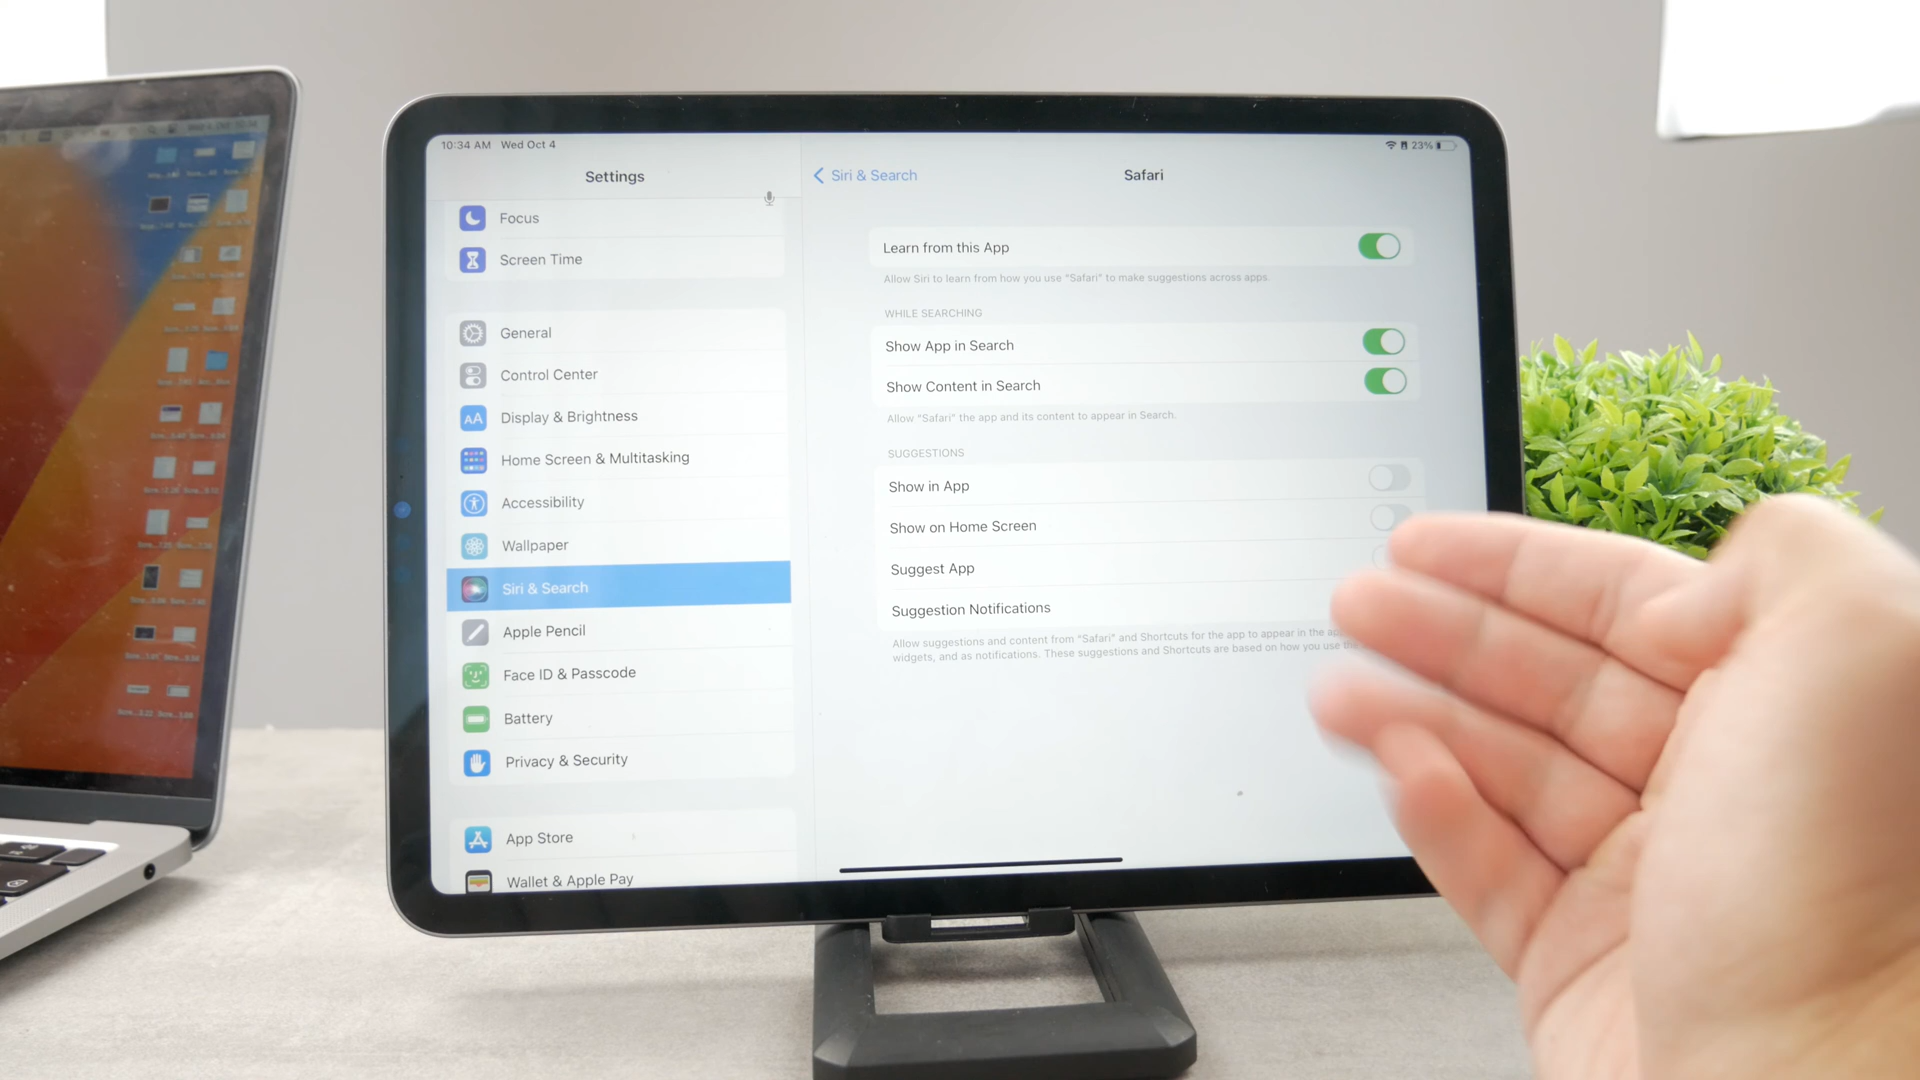 10:34 AM Wed Oct 4
23%
Settings
Focus
Screen Time
General
Control Center
Display & Brightness
Home Screen & Multitasking
Accessibility
Wallpaper
Siri & Search
Apple Pencil
Face ID & Passcode
Battery
Privacy & Security
App Store
Wallet & Apple Pay
Siri & Search
Safari
Learn from this App
Allow Siri to learn from how you use "Safari" to make suggestions across apps.
WHILE SEARCHING
Show App in Search
Show Content in Search
Allow "Safari" the app and its content to appear in Search.
SUGGESTIONS
Show in App
Show on Home Screen
Suggest App
Suggestion Notifications
Allow suggestions and content from "Safari" and Shortcuts for the app to appear in the
widgets, and as notifications. These suggestions and Shortcuts are based on how you use